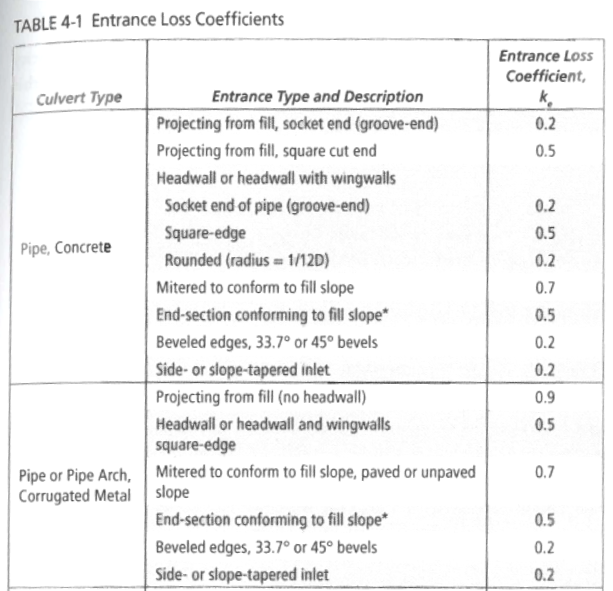 TABLE 4-1 Entrance Loss Coefficients
Culvert Type
Entrance Type and Description
Entrance Loss
Coefficient,
ke
Pipe, Concrete
Projecting from fill, socket end (groove-end) 0.2
Projecting from fill, square cut end 0.5
Headwall or headwall with wingwalls
Socket end of pipe (groove-end) 0.2
Square-edge 0.5
Rounded (radius = 1/12D) 0.2
Mitered to conform to fill slope 0.7
End-section conforming to fill slope* 0.5
Beveled edges, 33.7° or 45° bevels 0.2
Side- or slope-tapered inlet 0.2
Pipe or Pipe Arch,
Corrugated Metal
Projecting from fill (no headwall) 0.9
Headwall or headwall and wingwalls 0.5
square-edge
Mitered to conform to fill slope, paved or unpaved 0.7
slope
End-section conforming to fill slope* 0.5
Beveled edges, 33.7° or 45° bevels 0.2
Side- or slope-tapered inlet 0.2